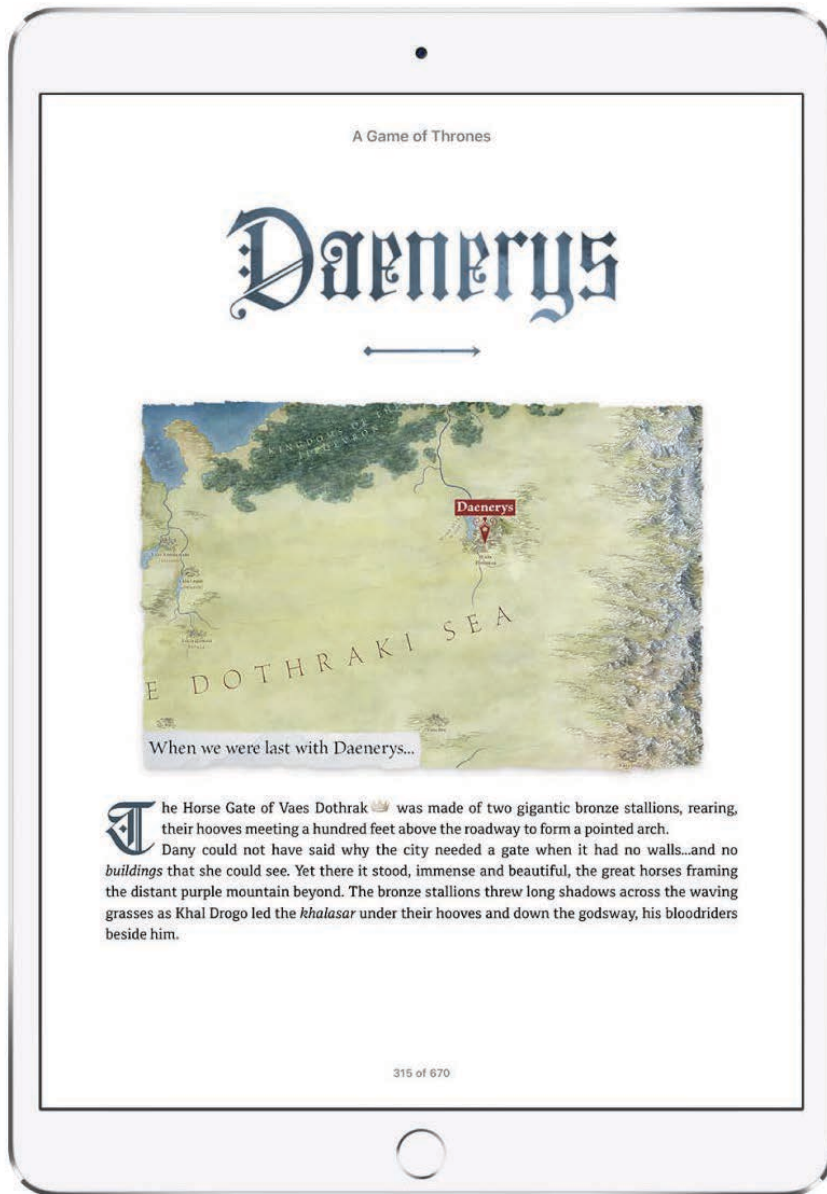 A Game of Thrones
Daenerys
KINGDOMS OF THE
Daenerys
E DOTHRAKI SEA
When we were last with Daenerys...
The Horse Gate of Vaes Dothrak was made of two gigantic bronze stallions, rearing,
their hooves meeting a hundred feet above the roadway to form a pointed arch.
Dany could not have said why the city needed a gate when it had no walls...and no
buildings that she could see. Yet there it stood, immense and beautiful, the great horses framing
the distant purple mountain beyond. The bronze stallions threw long shadows across the waving
grasses as Khal Drogo led the khalasar under their hooves and down the godsway, his bloodriders
beside him.
315 of 670